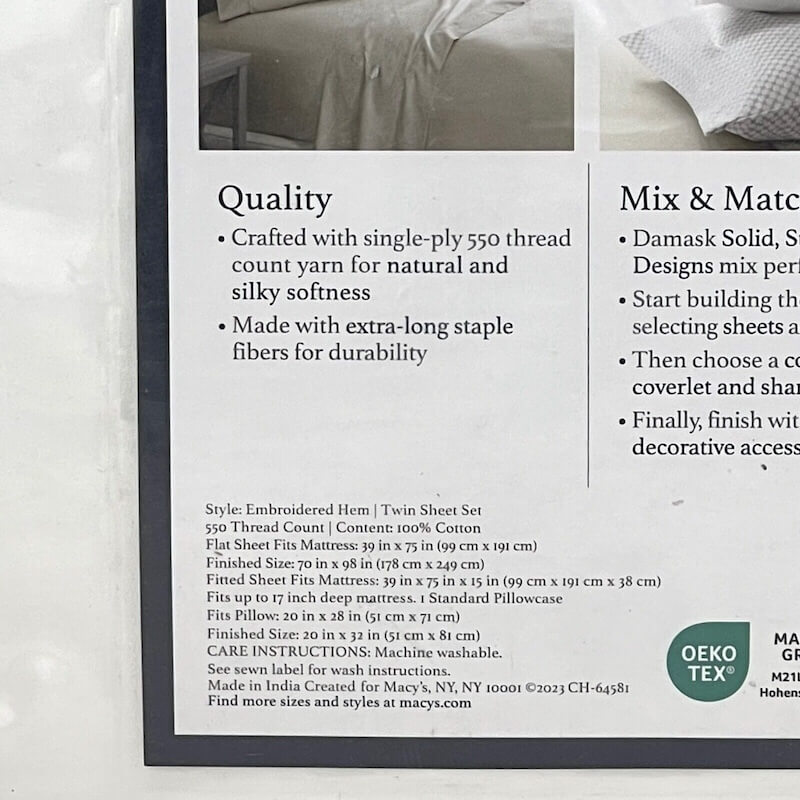 Quality
• Crafted with single-ply 550 thread
count yarn for natural and
silky softness
• Made with extra-long staple
fibers for durability
Mix & Matc
• Damask Solid, S
Designs mix perf
• Start building th
selecting sheets a
• Then choose a co
coverlet and sha
• Finally, finish wit
decorative access
Style: Embroidered Hem | Twin Sheet Set
550 Thread Count | Content: 100% Cotton
Flat Sheet Fits Mattress: 39 in x 75 in (99 cm x 191 cm)
Finished Size: 70 in x 98 in (178 cm x 249 cm)
Fitted Sheet Fits Mattress: 39 in x 75 in x 15 in (99 cm x 191 cm x 38 cm)
Fits up to 17 inch deep mattress. 1 Standard Pillowcase
Fits Pillow: 20 in x 28 in (51 cm x 71 cm)
Finished Size: 20 in x 32 in (51 cm x 81 cm)
CARE INSTRUCTIONS: Machine washable.
See sewn label for wash instructions.
Made in India Created for Macy's, NY, NY 10001 ©2023 CH-64581
Find more sizes and styles at macys.com
OEKO
TEX®
MA
GR
M21
Hohens